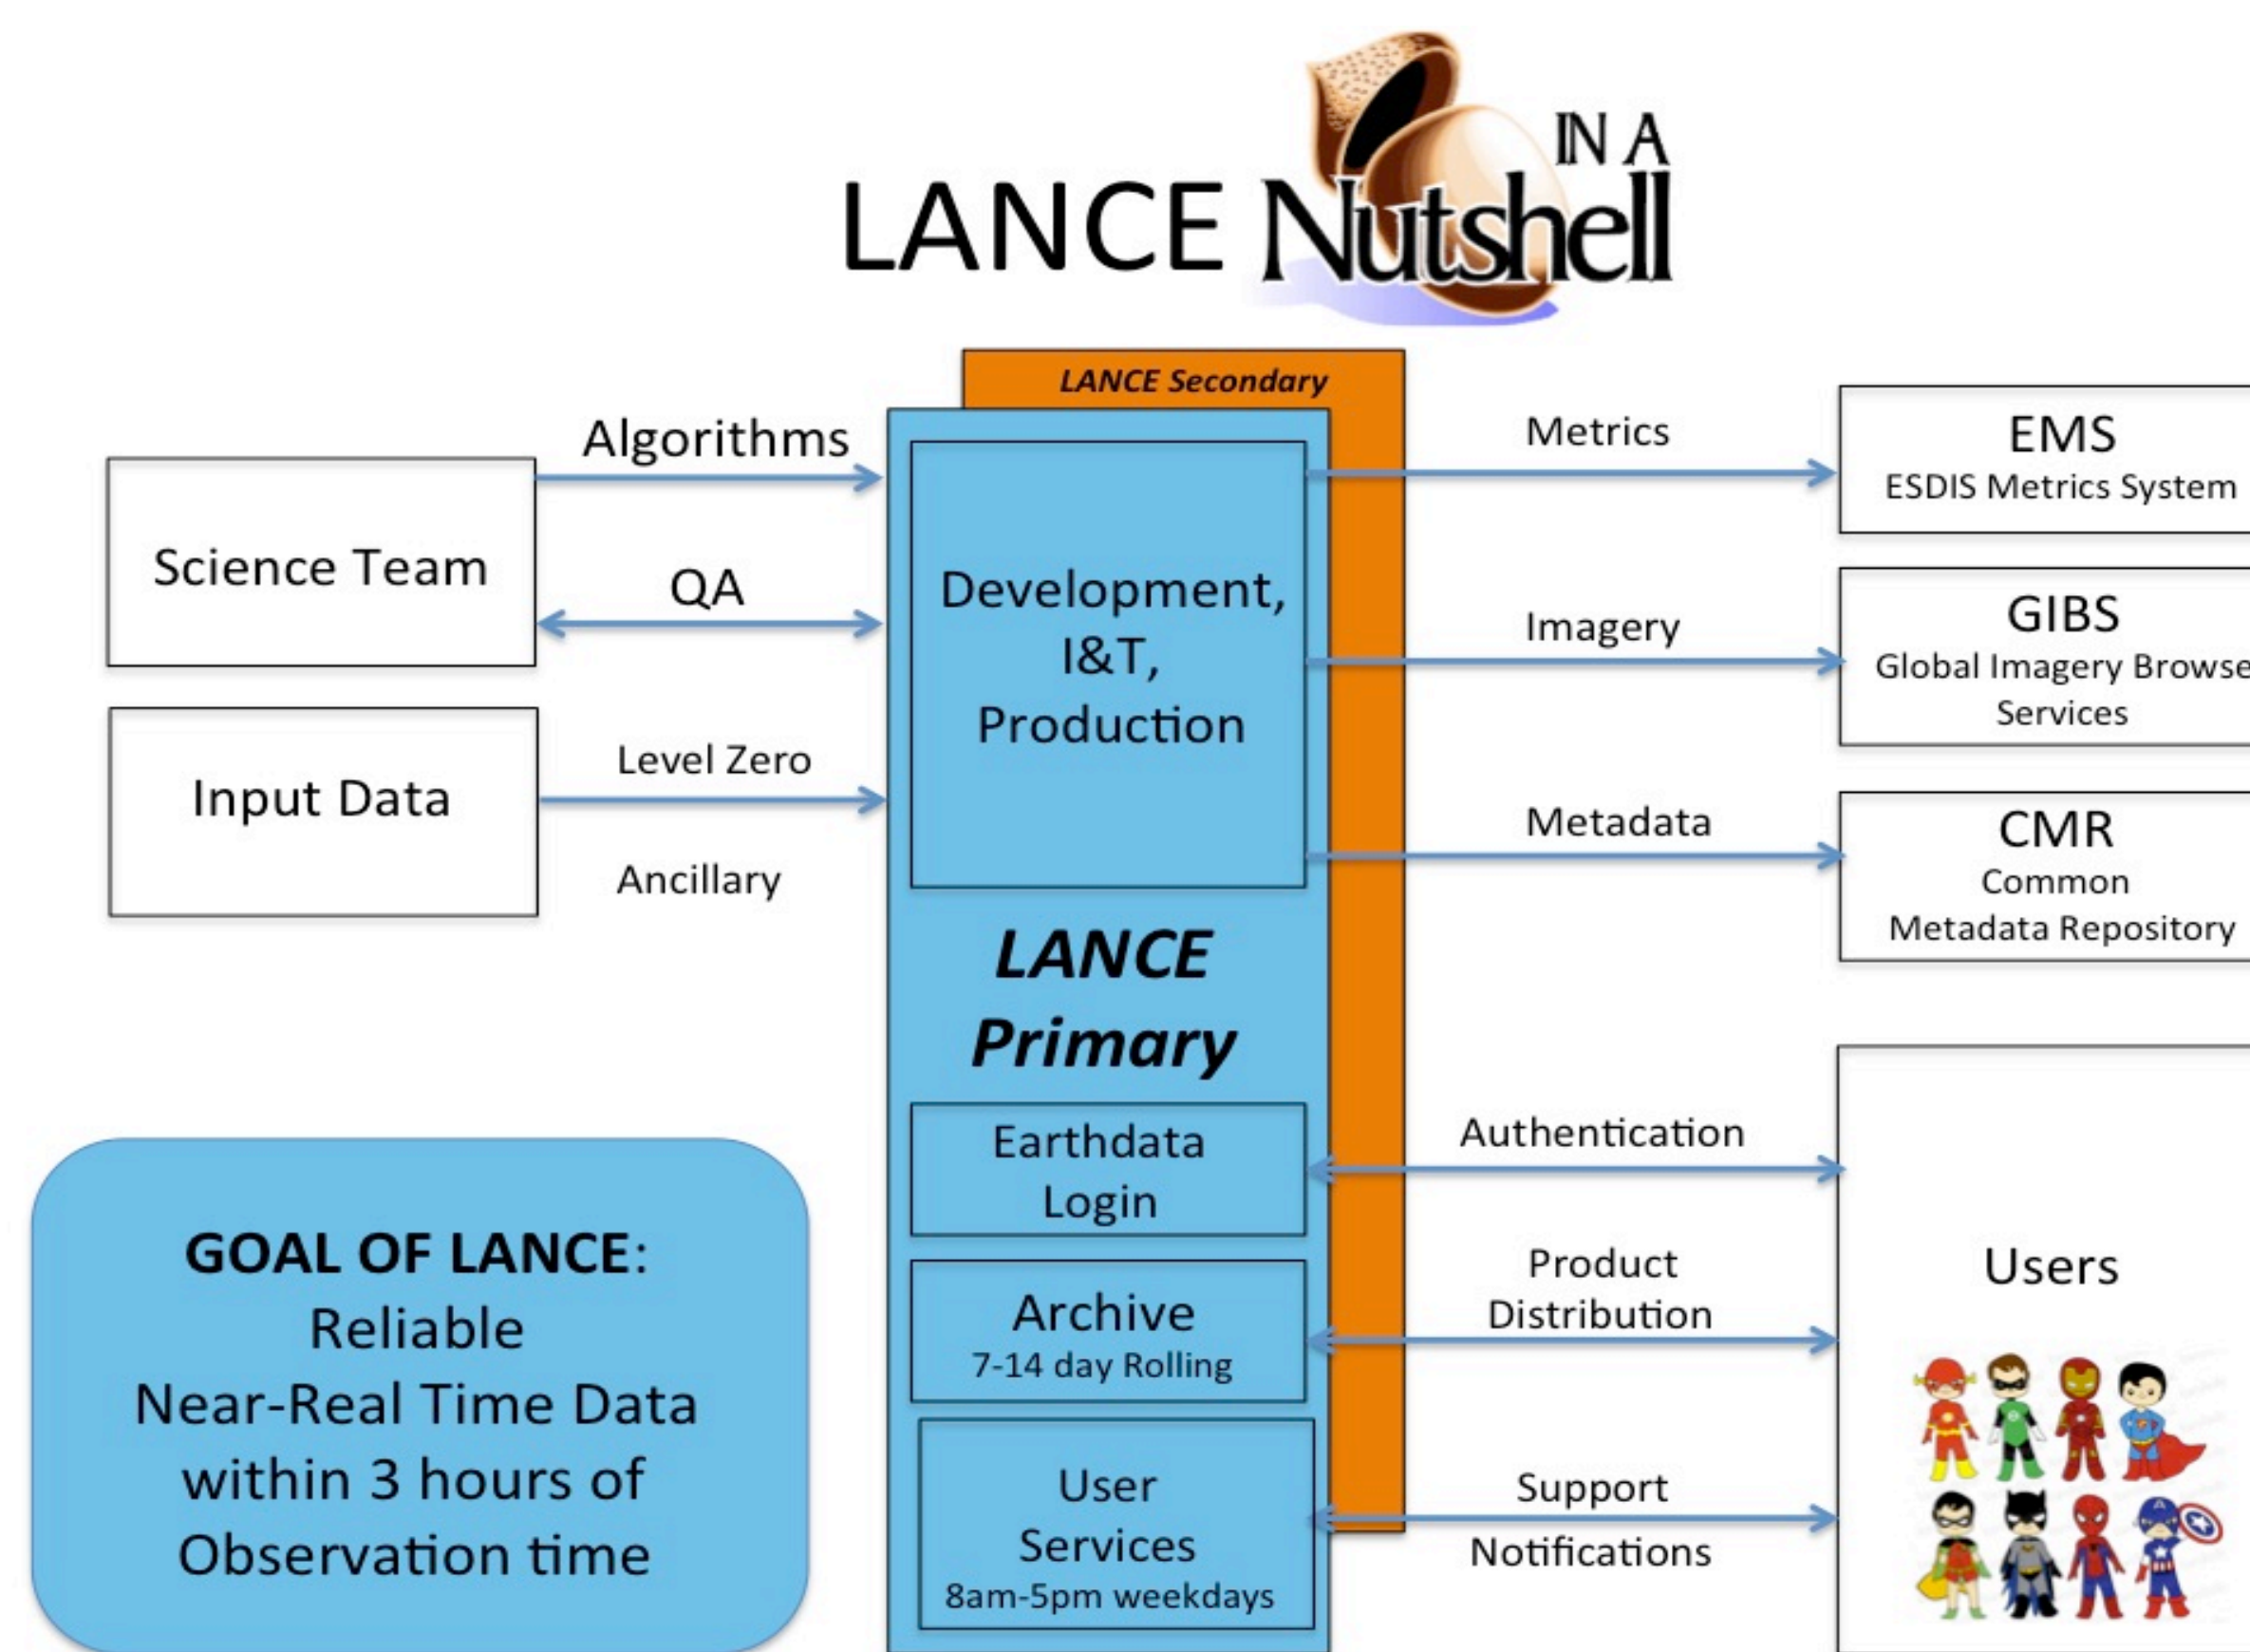 LANCE IN A
Nutshell
LANCE Secondary
Algorithms
Science Team
QA
Input Data
Level Zero
Ancillary
Development,
I&T,
Production
LANCE
Primary
Earthdata
Login
Archive
7-14 day Rolling
User
Services
8am-5pm weekdays
Metrics
EMS
ESDIS Metrics System
Imagery
GIBS
Global Imagery Browse
Services
Metadata
CMR
Common
Metadata Repository
Authentication
Product
Distribution
Support
Notifications
Users
GOAL OF LANCE:
Reliable
Near-Real Time Data
within 3 hours of
Observation time